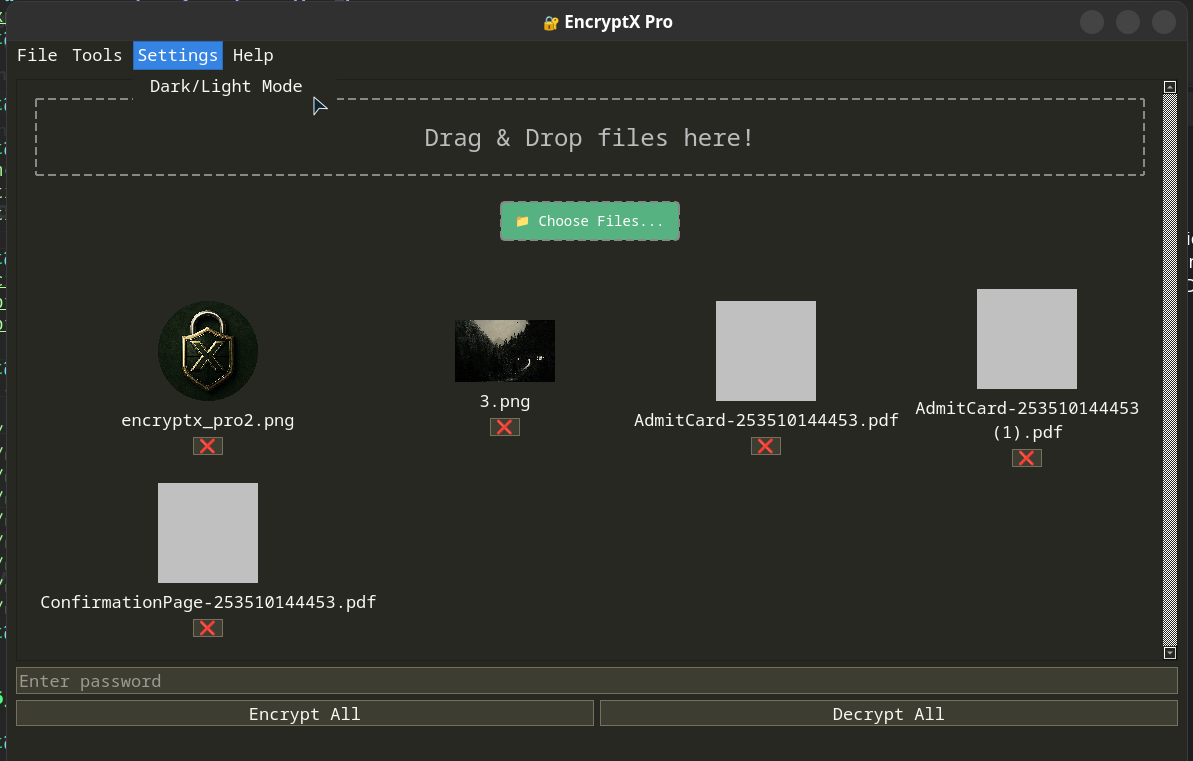 🔐 EncryptX Pro
File Tools Settings Help
Dark/Light Mode
Drag & Drop files here!
📁 Choose Files...
X
encryptx_pro2.png
❌
3.png
❌
AdmitCard-253510144453.pdf
❌
AdmitCard-253510144453
(1).pdf
❌
ConfirmationPage-253510144453.pdf
❌
Enter password
Encrypt All
Decrypt All